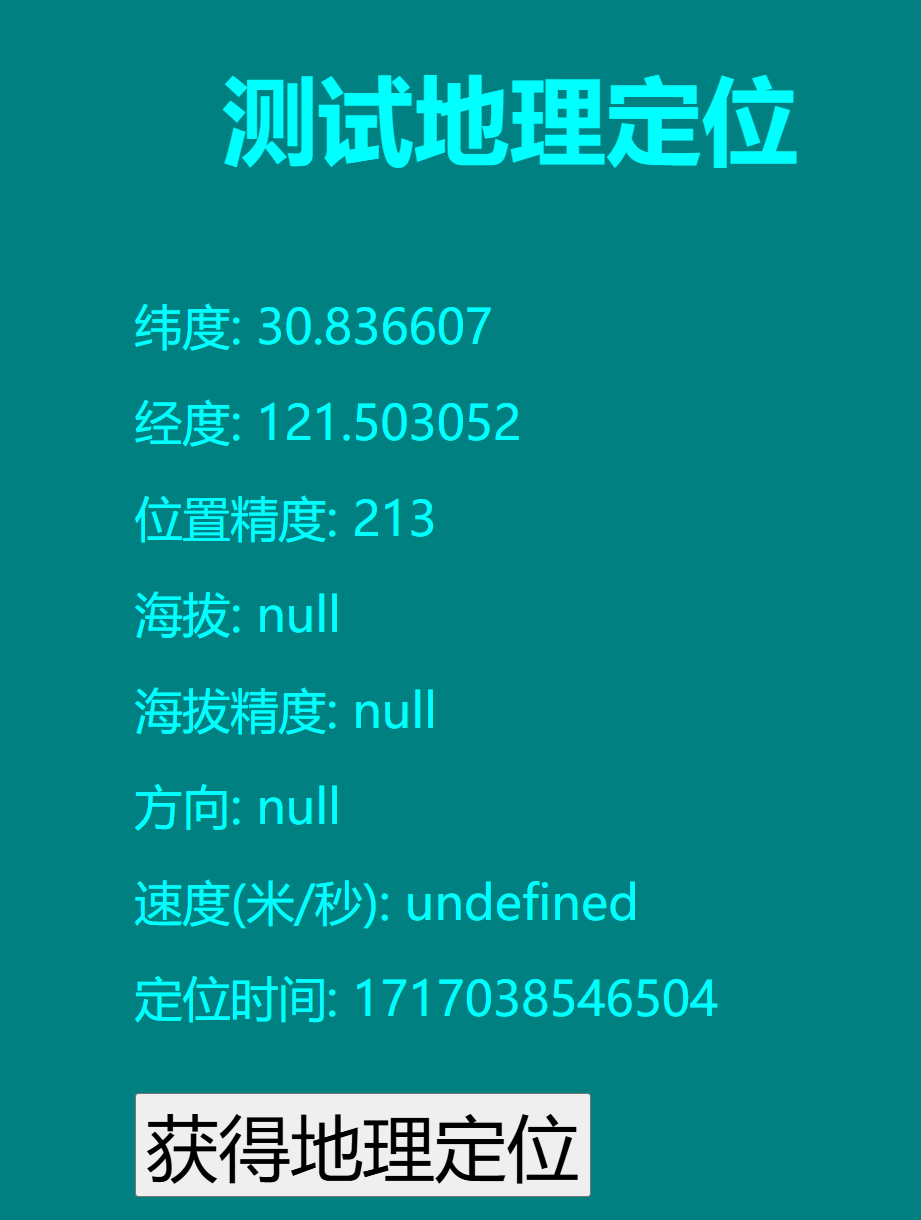 测试地理定位
纬度: 30.836607
经度: 121.503052
位置精度: 213
海拔: null
海拔精度: null
方向: null
速度(米/秒): undefined
定位时间: 1717038546504
获得地理定位